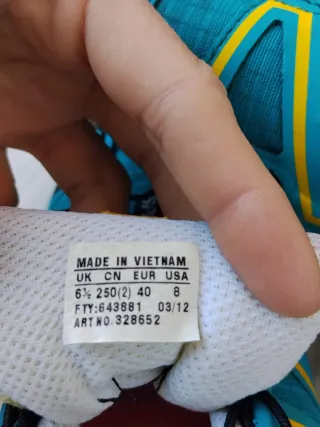 MADE IN VIETNAM
UK CN EUR USA
6½ 250(2) 40 8
FTY:643881 03/12
ART NO. 328652